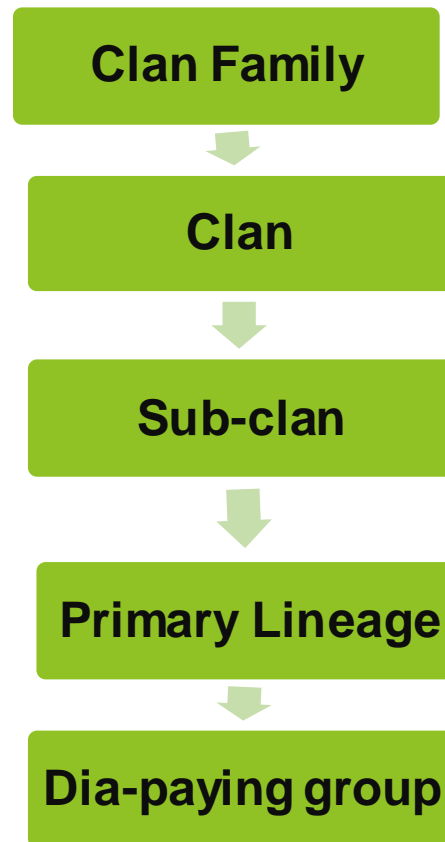 Clan Family
Clan
Sub-clan
Primary Lineage
Dia-paying group